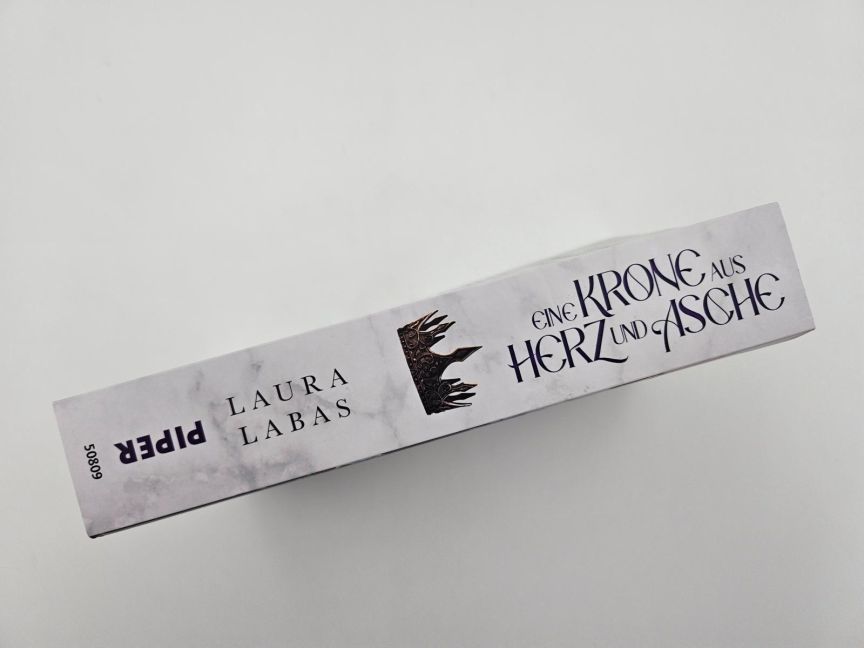 EINE KRONE AUS
HERZ UND ASCHE
LAURA
LABAS
PIPER
50809